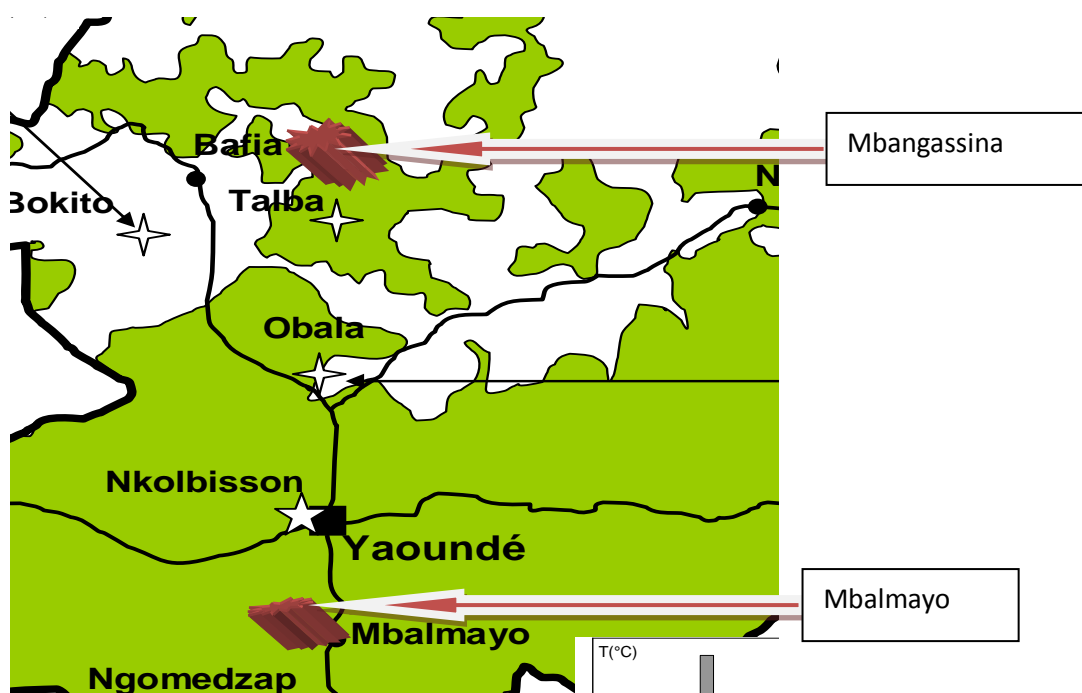 Mbangassina
Bafia
N
Bokito
Talba
Obala
Nkolbisson
Yaoundé
Mbalmayo
Mbalmayo
T(°C)
Ngomedzap